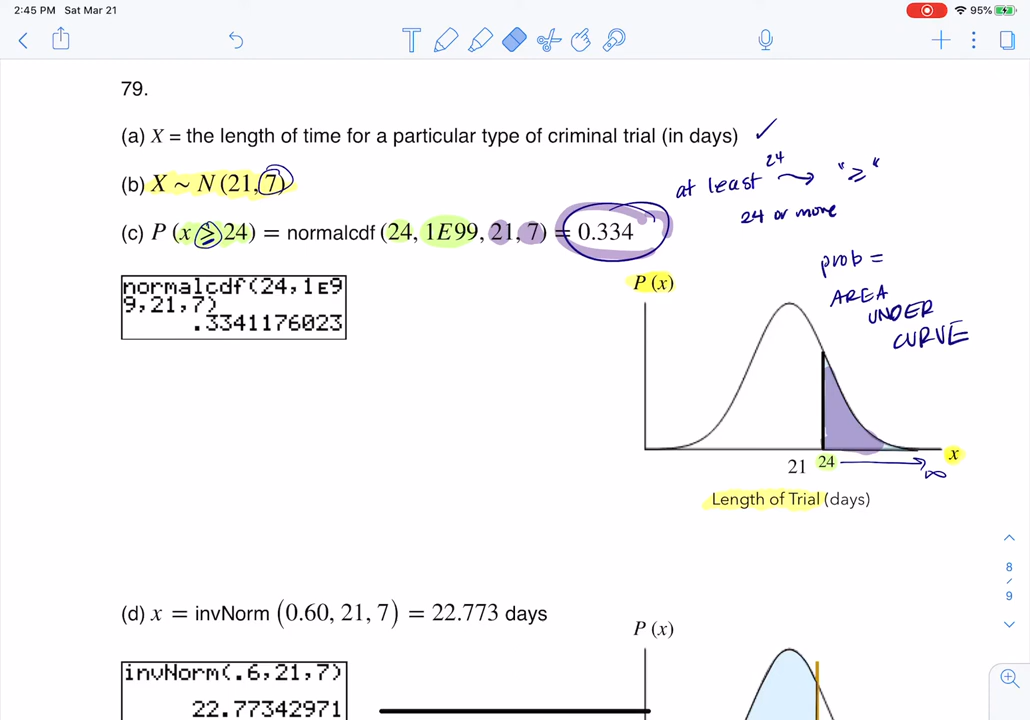 2:45 PM Sat Mar 21
95%
T
79.
(a) X = the length of time for a particular type of criminal trial (in days) ✓
(b) X ~ N (21, 7)
at least 24 → "≥"
24 or more
(c) P (x ≥ 24) = normalcdf (24, 1E99, 21, 7) = 0.334
prob =
AREA
UNDER
CURVE
normalcdf(24,1E9
9,21,7)
.3341176023
P (x)
21 24 → ∞ x
Length of Trial (days)
8
/
9
(d) x = invNorm (0.60, 21, 7) = 22.773 days
P (x)
invNorm(.6,21,7)
22.77342971